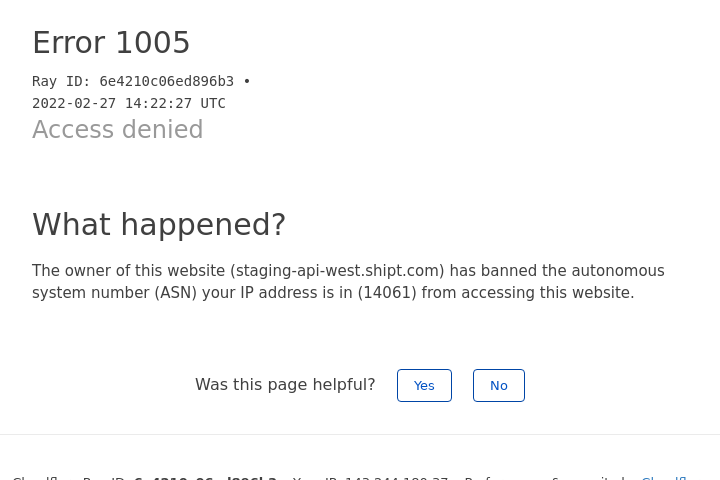 Error 1005
Ray ID: 6e4210c06ed896b3 •
2022-02-27 14:22:27 UTC
Access denied
What happened?
The owner of this website (staging-api-west.shipt.com) has banned the autonomous
system number (ASN) your IP address is in (14061) from accessing this website.
Was this page helpful? Yes No